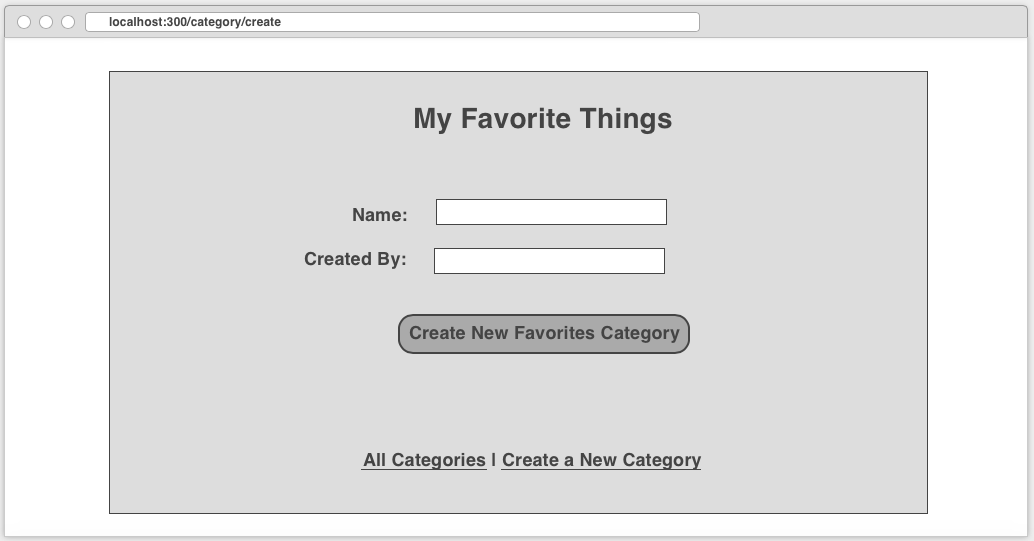 localhost:300/category/create
My Favorite Things
Name:
Created By:
Create New Favorites Category
All Categories | Create a New Category